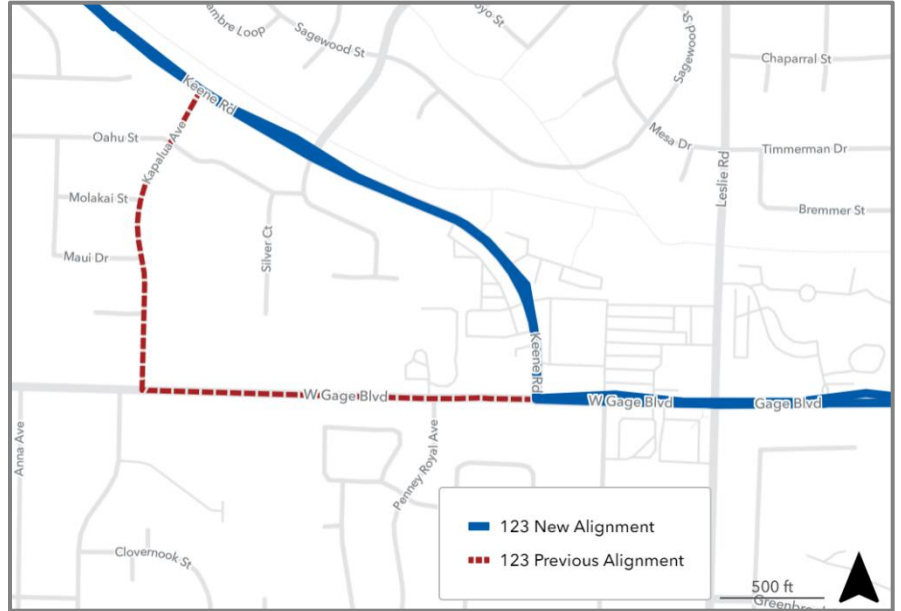 Sagewood St
Sagewood
Chaparral St
Keene Rd
Oahu St
Kapalua Ave
Mesa Dr
Timmerman Dr
Leslie Rd
Molakai St
Bremmer St
Silver Ct
Maui Dr
Keene Rd
W Gage Blvd
W Gage Blvd
Gage Blvd
Anna Ave
Penney Royal Ave
Clovernook St
123 New Alignment
123 Previous Alignment
500 ft